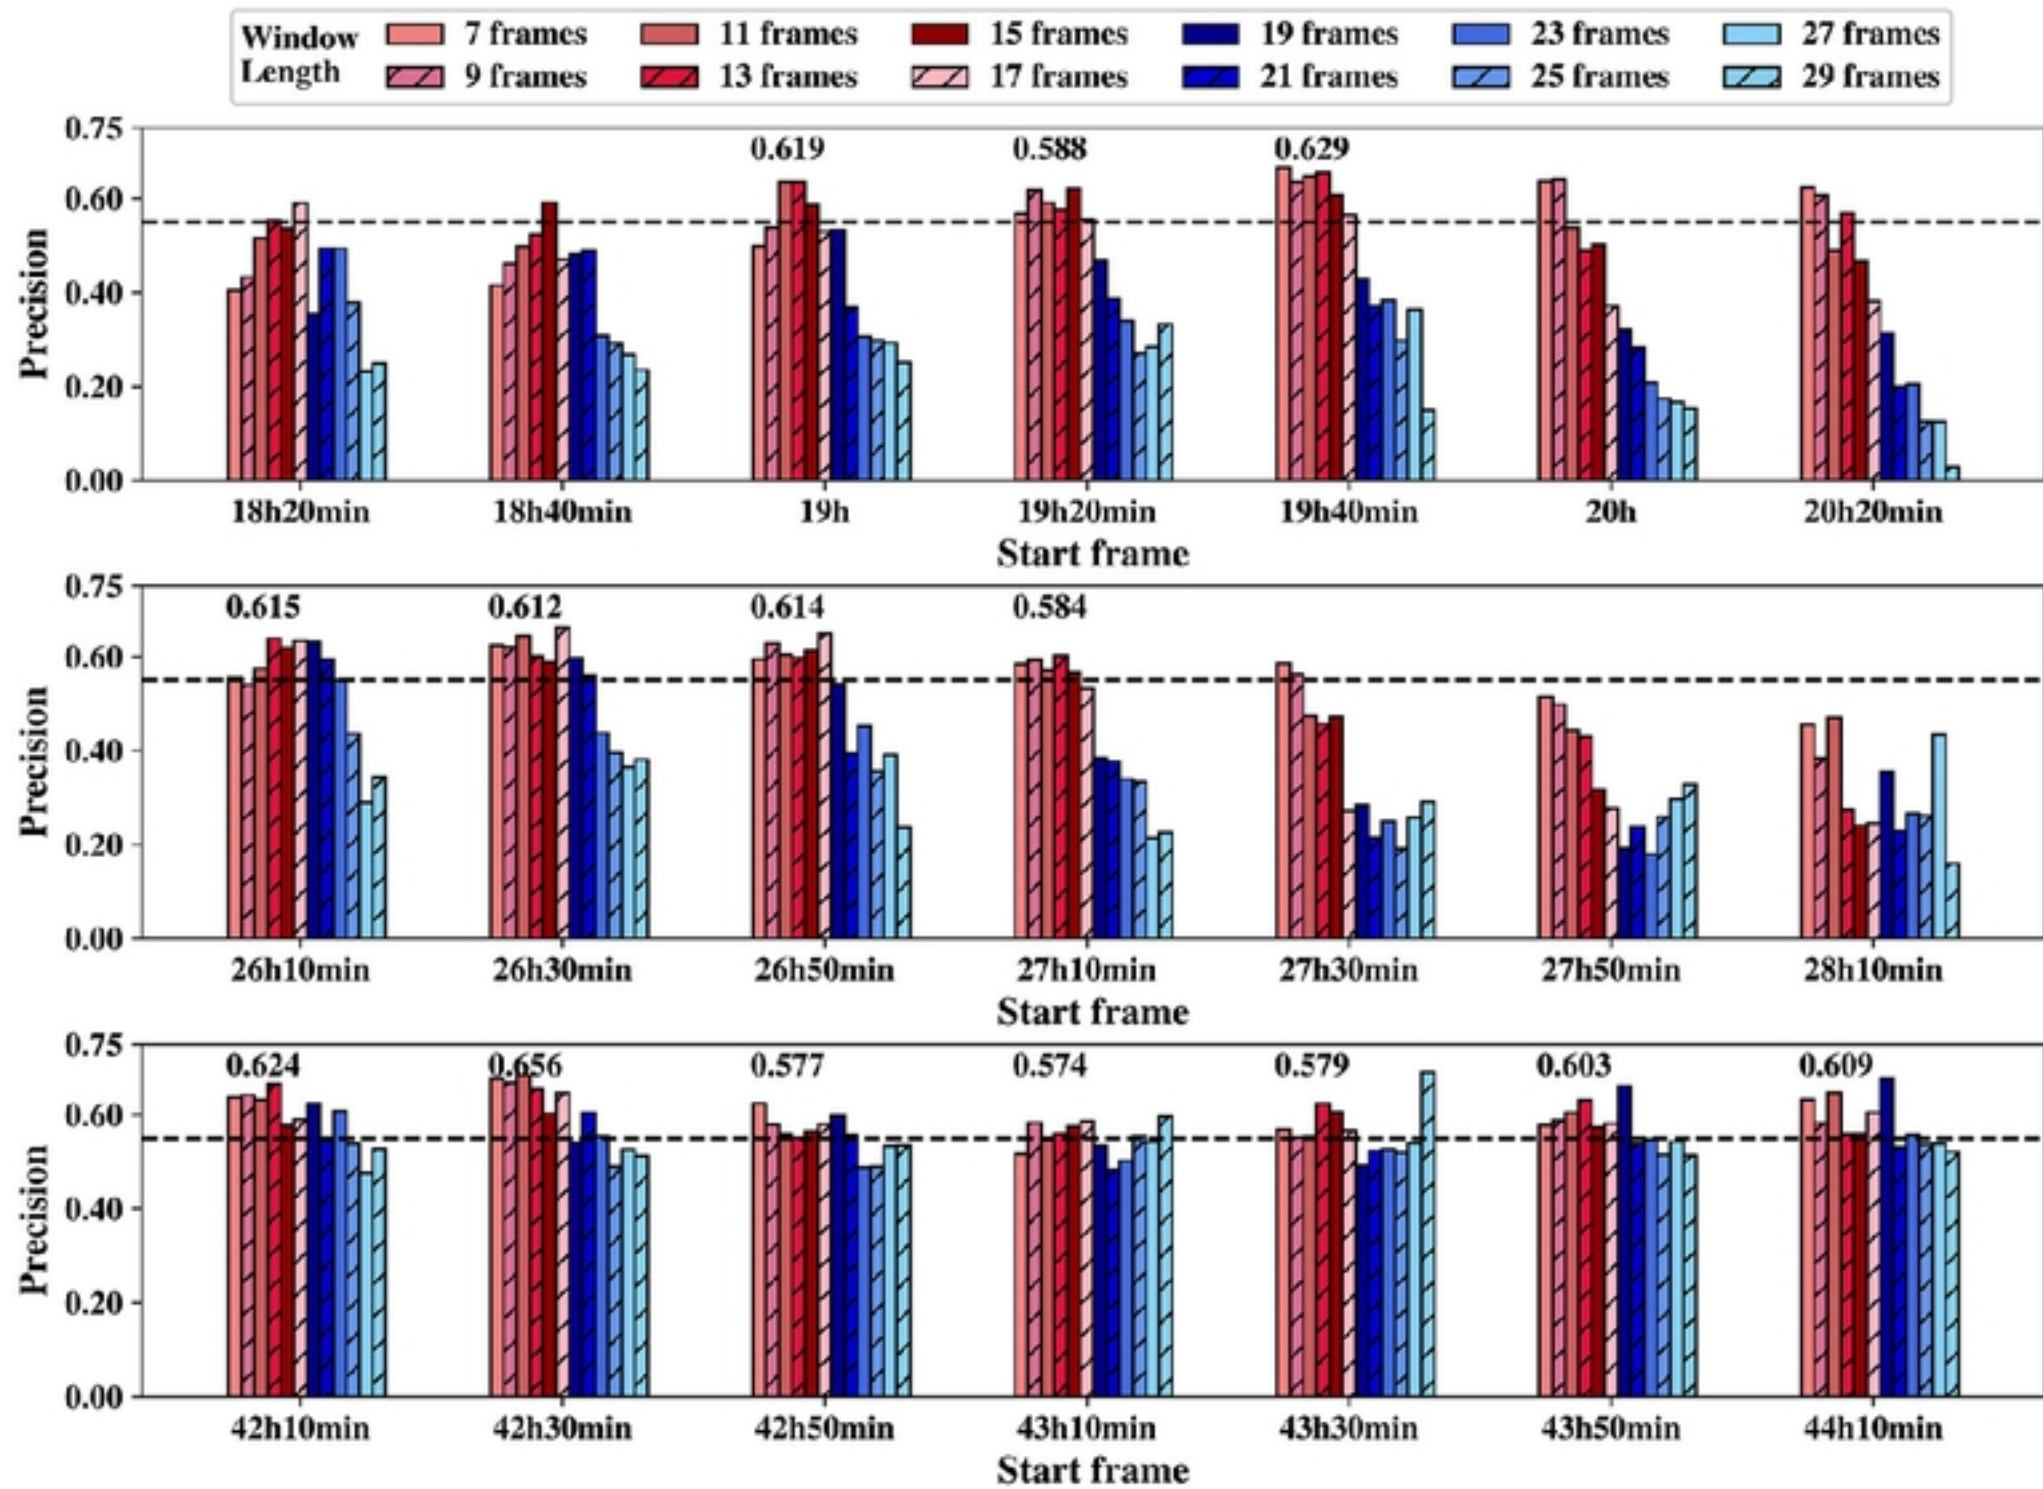 Window Length
7 frames 11 frames 15 frames 19 frames 23 frames 27 frames
9 frames 13 frames 17 frames 21 frames 25 frames 29 frames
0.75
0.619 0.588 0.629
0.60
0.40
0.20
0.00
Precision
18h20min 18h40min 19h 19h20min 19h40min 20h 20h20min
Start frame
0.75
0.615 0.612 0.614 0.584
0.60
0.40
0.20
0.00
Precision
26h10min 26h30min 26h50min 27h10min 27h30min 27h50min 28h10min
Start frame
0.75
0.624 0.656 0.577 0.574 0.579 0.603 0.609
0.60
0.40
0.20
0.00
Precision
42h10min 42h30min 42h50min 43h10min 43h30min 43h50min 44h10min
Start frame